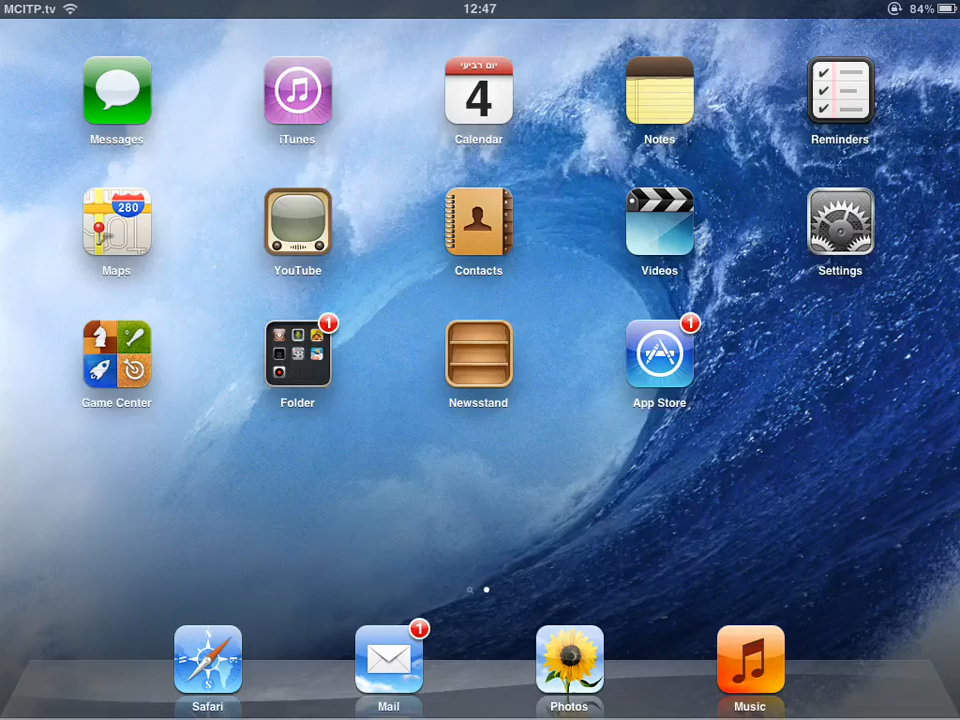 MCITP.tv 12:47 84%
יום רביעי
4
Messages iTunes Calendar Notes Reminders
280
Maps YouTube Contacts Videos Settings
1 1
Game Center Folder Newsstand App Store
1
N
S
Safari Mail Photos Music